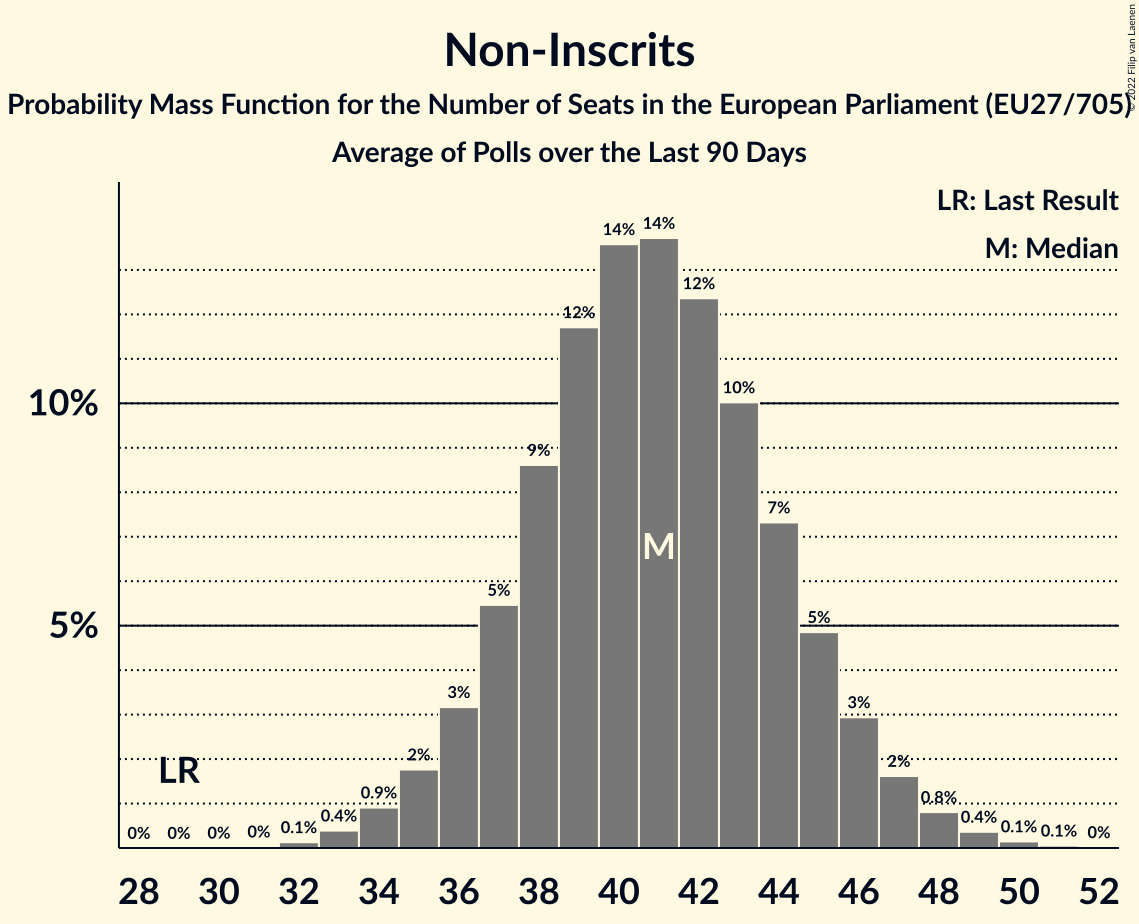 Non-Inscrits
Probability Mass Function for the Number of Seats in the European Parliament (EU27/705)
Average of Polls over the Last 90 Days
© 2022 Filip van Laenen
LR: Last Result
M: Median
10%
5%
0% 0% 0% 0% 0.1% 0.4% 0.9% 2% 3% 5% 9% 12% 14% 14% 12% 10% 7% 5% 3% 2% 0.8% 0.4% 0.1% 0.1% 0%
LR
M
28 30 32 34 36 38 40 42 44 46 48 50 52